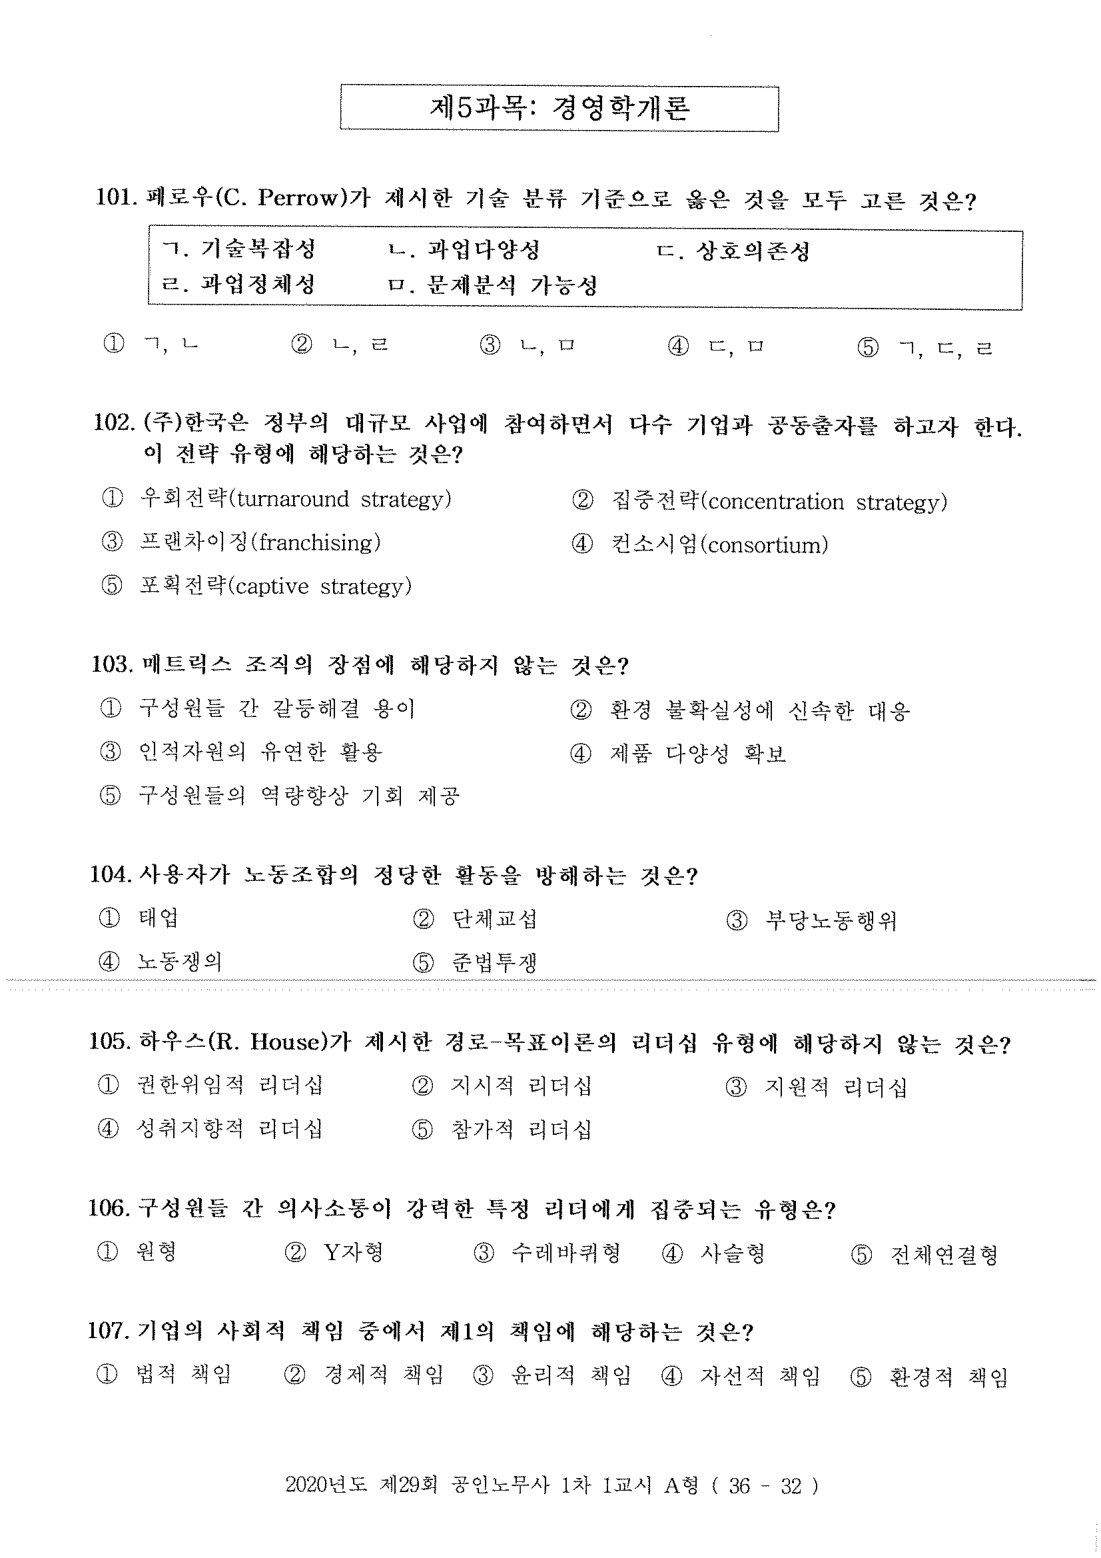 제5과목: 경영학개론
101. 페로우(C. Perrow)가 제시한 기술 분류 기준으로 옳은 것을 모두 고른 것은?
ㄱ. 기술복잡성 ㄴ. 과업다양성 ㄷ. 상호의존성
ㄹ. 과업정체성 ㅁ. 문제분석 가능성
① ㄱ, ㄴ ② ㄴ, ㄹ ③ ㄴ, ㅁ ④ ㄷ, ㅁ ⑤ ㄱ, ㄷ, ㄹ
102. (주)한국은 정부의 대규모 사업에 참여하면서 다수 기업과 공동출자를 하고자 한다.
이 전략 유형에 해당하는 것은?
① 우회전략(turnaround strategy) ② 집중전략(concentration strategy)
③ 프랜차이징(franchising) ④ 컨소시엄(consortium)
⑤ 포획전략(captive strategy)
103. 매트릭스 조직의 장점에 해당하지 않는 것은?
① 구성원들 간 갈등해결 용이 ② 환경 불확실성에 신속한 대응
③ 인적자원의 유연한 활용 ④ 제품 다양성 확보
⑤ 구성원들의 역량향상 기회 제공
104. 사용자가 노동조합의 정당한 활동을 방해하는 것은?
① 태업 ② 단체교섭 ③ 부당노동행위
④ 노동쟁의 ⑤ 준법투쟁
105. 하우스(R. House)가 제시한 경로-목표이론의 리더십 유형에 해당하지 않는 것은?
① 권한위임적 리더십 ② 지시적 리더십 ③ 지원적 리더십
④ 성취지향적 리더십 ⑤ 참가적 리더십
106. 구성원들 간 의사소통이 강력한 특정 리더에게 집중되는 유형은?
① 원형 ② Y자형 ③ 수레바퀴형 ④ 사슬형 ⑤ 전체연결형
107. 기업의 사회적 책임 중에서 제1의 책임에 해당하는 것은?
① 법적 책임 ② 경제적 책임 ③ 윤리적 책임 ④ 자선적 책임 ⑤ 환경적 책임
2020년도 제29회 공인노무사 1차 1교시 A형 ( 36 - 32 )